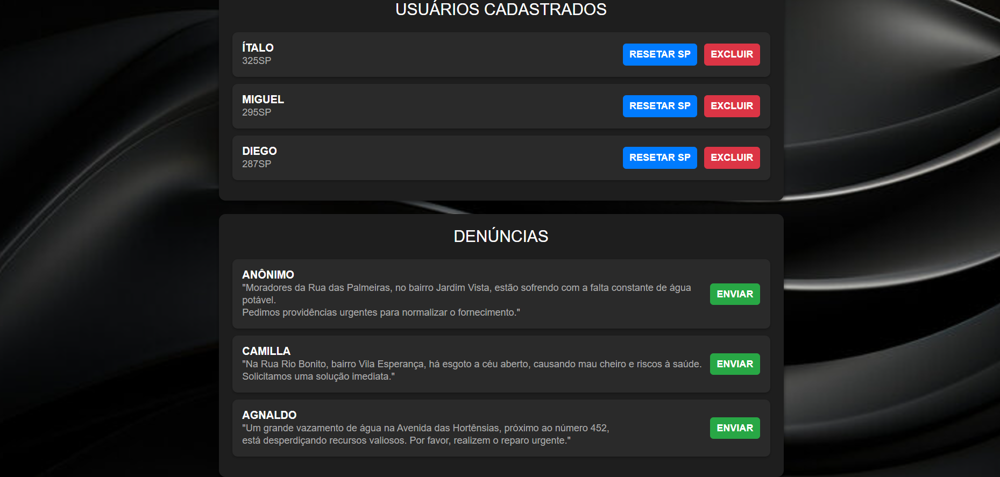 USUÁRIOS CADASTRADOS
ÍTALO
325SP
RESETAR SP
EXCLUIR
MIGUEL
295SP
RESETAR SP
EXCLUIR
DIEGO
287SP
RESETAR SP
EXCLUIR
DENÚNCIAS
ANÔNIMO
"Moradores da Rua das Palmeiras, no bairro Jardim Vista, estão sofrendo com a falta constante de água
potável.
Pedimos providências urgentes para normalizar o fornecimento."
ENVIAR
CAMILLA
"Na Rua Rio Bonito, bairro Vila Esperança, há esgoto a céu aberto, causando mau cheiro e riscos à saúde.
Solicitamos uma solução imediata."
ENVIAR
AGNALDO
"Um grande vazamento de água na Avenida das Hortênsias, próximo ao número 452,
está desperdiçando recursos valiosos. Por favor, realizem o reparo urgente."
ENVIAR